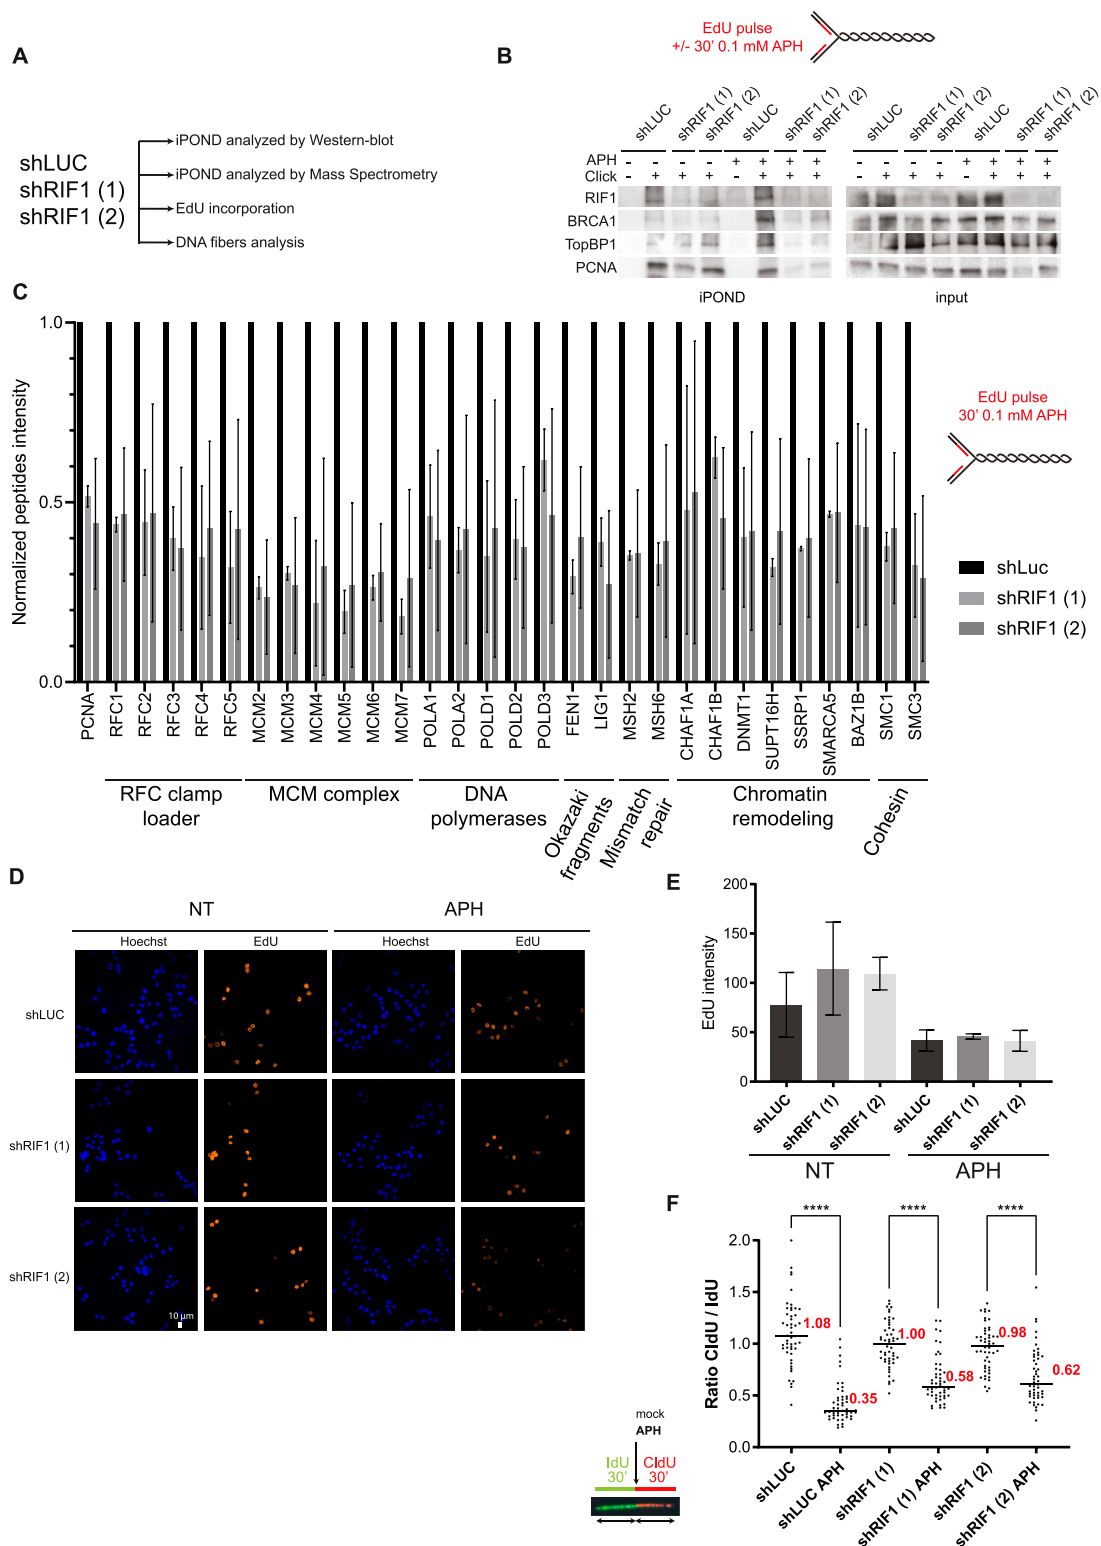 A
shLUC
shRIF1 (1)
shRIF1 (2)
iPOND analyzed by Western-blot
iPOND analyzed by Mass Spectrometry
EdU incorporation
DNA fibers analysis
B
EdU pulse
+/- 30' 0.1 mM APH
shLUC shRIF1 (1) shRIF1 (2) shLUC shRIF1 (1) shRIF1 (2) shLUC shRIF1 (1) shRIF1 (2) shLUC shRIF1 (1) shRIF1 (2)
APH - - - - + + + + - - - - + + + +
Click - + + + - + + + - + + + - + + +
RIF1
BRCA1
TopBP1
PCNA
iPOND input
C
Normalized peptides intensity
1.0
0.5
0.0
EdU pulse
30' 0.1 mM APH
shLuc
shRIF1 (1)
shRIF1 (2)
PCNA RFC1 RFC2 RFC3 RFC4 RFC5 MCM2 MCM3 MCM4 MCM5 MCM6 MCM7 POLA1 POLA2 POLD1 POLD2 POLD3 FEN1 LIG1 MSH2 MSH6 CHAF1A CHAF1B DNMT1 SUPT16H SSRP1 SMARCA5 BAZ1B SMC1 SMC3
RFC clamp
loader
MCM complex
DNA
polymerases
Okazaki
fragments
Mismatch
repair
Chromatin
remodeling
Cohesin
D
NT APH
Hoechst EdU Hoechst EdU
shLUC
shRIF1 (1)
shRIF1 (2)
10 µm
E
EdU intensity
200
150
100
50
0
shLUC shRIF1 (1) shRIF1 (2) shLUC shRIF1 (1) shRIF1 (2)
NT APH
F
mock
APH
IdU CldU
30' 30'
Ratio CldU / IdU
2.0
1.5
1.0
0.5
0.0
**** **** ****
1.08
0.35
1.00
0.58
0.98
0.62
shLUC shLUC APH shRIF1 (1) shRIF1 (1) APH shRIF1 (2) shRIF1 (2) APH